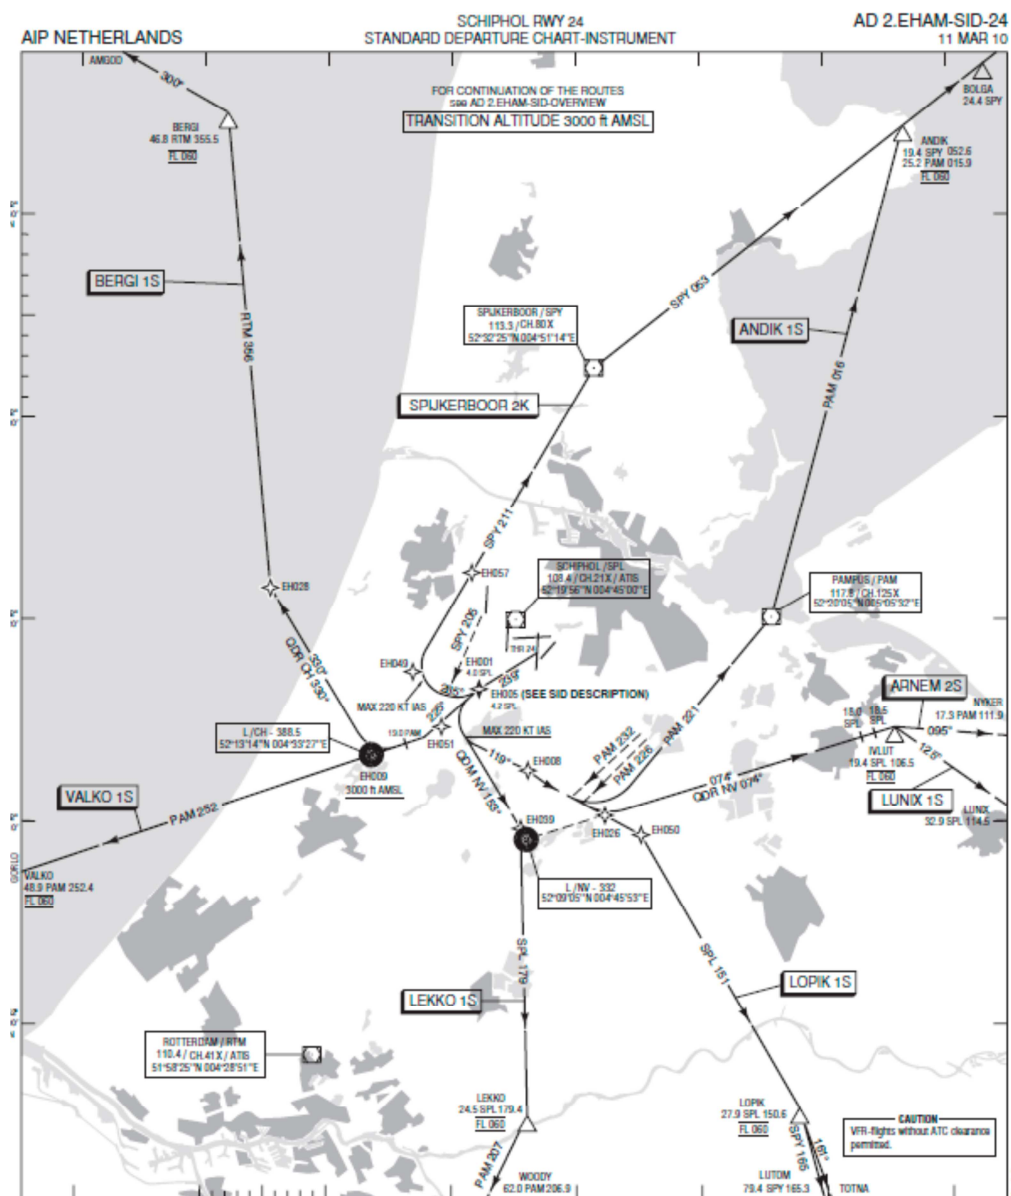 SCHIPHOL RWY 24
AD 2.EHAM-SID-24
AIP NETHERLANDS
STANDARD DEPARTURE CHART-INSTRUMENT
11 MAR 10
AMGOD
300°
FOR CONTINUATION OF THE ROUTES
see AD 2.EHAM-SID-OVERVIEW
TRANSITION ALTITUDE 3000 ft AMSL
BOLGA
24.4 SPY
BERGI
46.8 RTM 355.5
FL 060
ANDIK
19.4 SPY 052.6
25.2 PAM 015.9
FL 060
BERGI 1S
RTM 356
SPY 053
SPIJKERBOOR / SPY
113.3 / CH.80X
52°32'25"N 004°51'14"E
ANDIK 1S
PAM 016
SPIJKERBOOR 2K
SPY 211
EH057
SCHIPHOL / SPL
108.4 / CH.21X / ATIS
52°19'56"N 004°45'00"E
PAMPUS / PAM
117.8 / CH.125X
52°20'05"N 005°05'32"E
EH028
SPY 205
330°
QDR CH 330°
EH049
EH001
4.0 SPL
THR 24
239°
EH005 (SEE SID DESCRIPTION)
4.2 SPL
MAX 220 KT IAS
225°
ARNEM 2S
NYKER
17.3 PAM 111.9
L/CH - 388.5
52°13'14"N 004°33'27"E
19.0 PAM
EH051
MAX 220 KT IAS
PAM 221
18.0
SPL
18.5
SPL
095°
EH009
3000 ft AMSL
119°
EH008
PAM 232
PAM 226
IVLUT
19.4 SPL 106.5
FL 060
VALKO 1S
PAM 252
QDM NV 153°
074°
QDR NV 074°
LUNIX 1S
LUNIX
32.9 SPL 114.5
EH039
EH026
EH050
GORLO
VALKO
48.9 PAM 252.4
FL 060
L/NV - 332
52°09'05"N 004°45'53"E
SPL 179
SPL 151
LEKKO 1S
LOPIK 1S
ROTTERDAM / RTM
110.4 / CH.41X / ATIS
51°58'25"N 004°28'51"E
LEKKO
24.5 SPL 179.4
FL 060
LOPIK
27.9 SPL 150.6
FL 060
CAUTION
VFR-flights without ATC clearance
permitted.
PAM 207
SPY 165
161°
WOODY
62.0 PAM 206.9
LUTOM
79.4 SPY 165.3
TOTNA